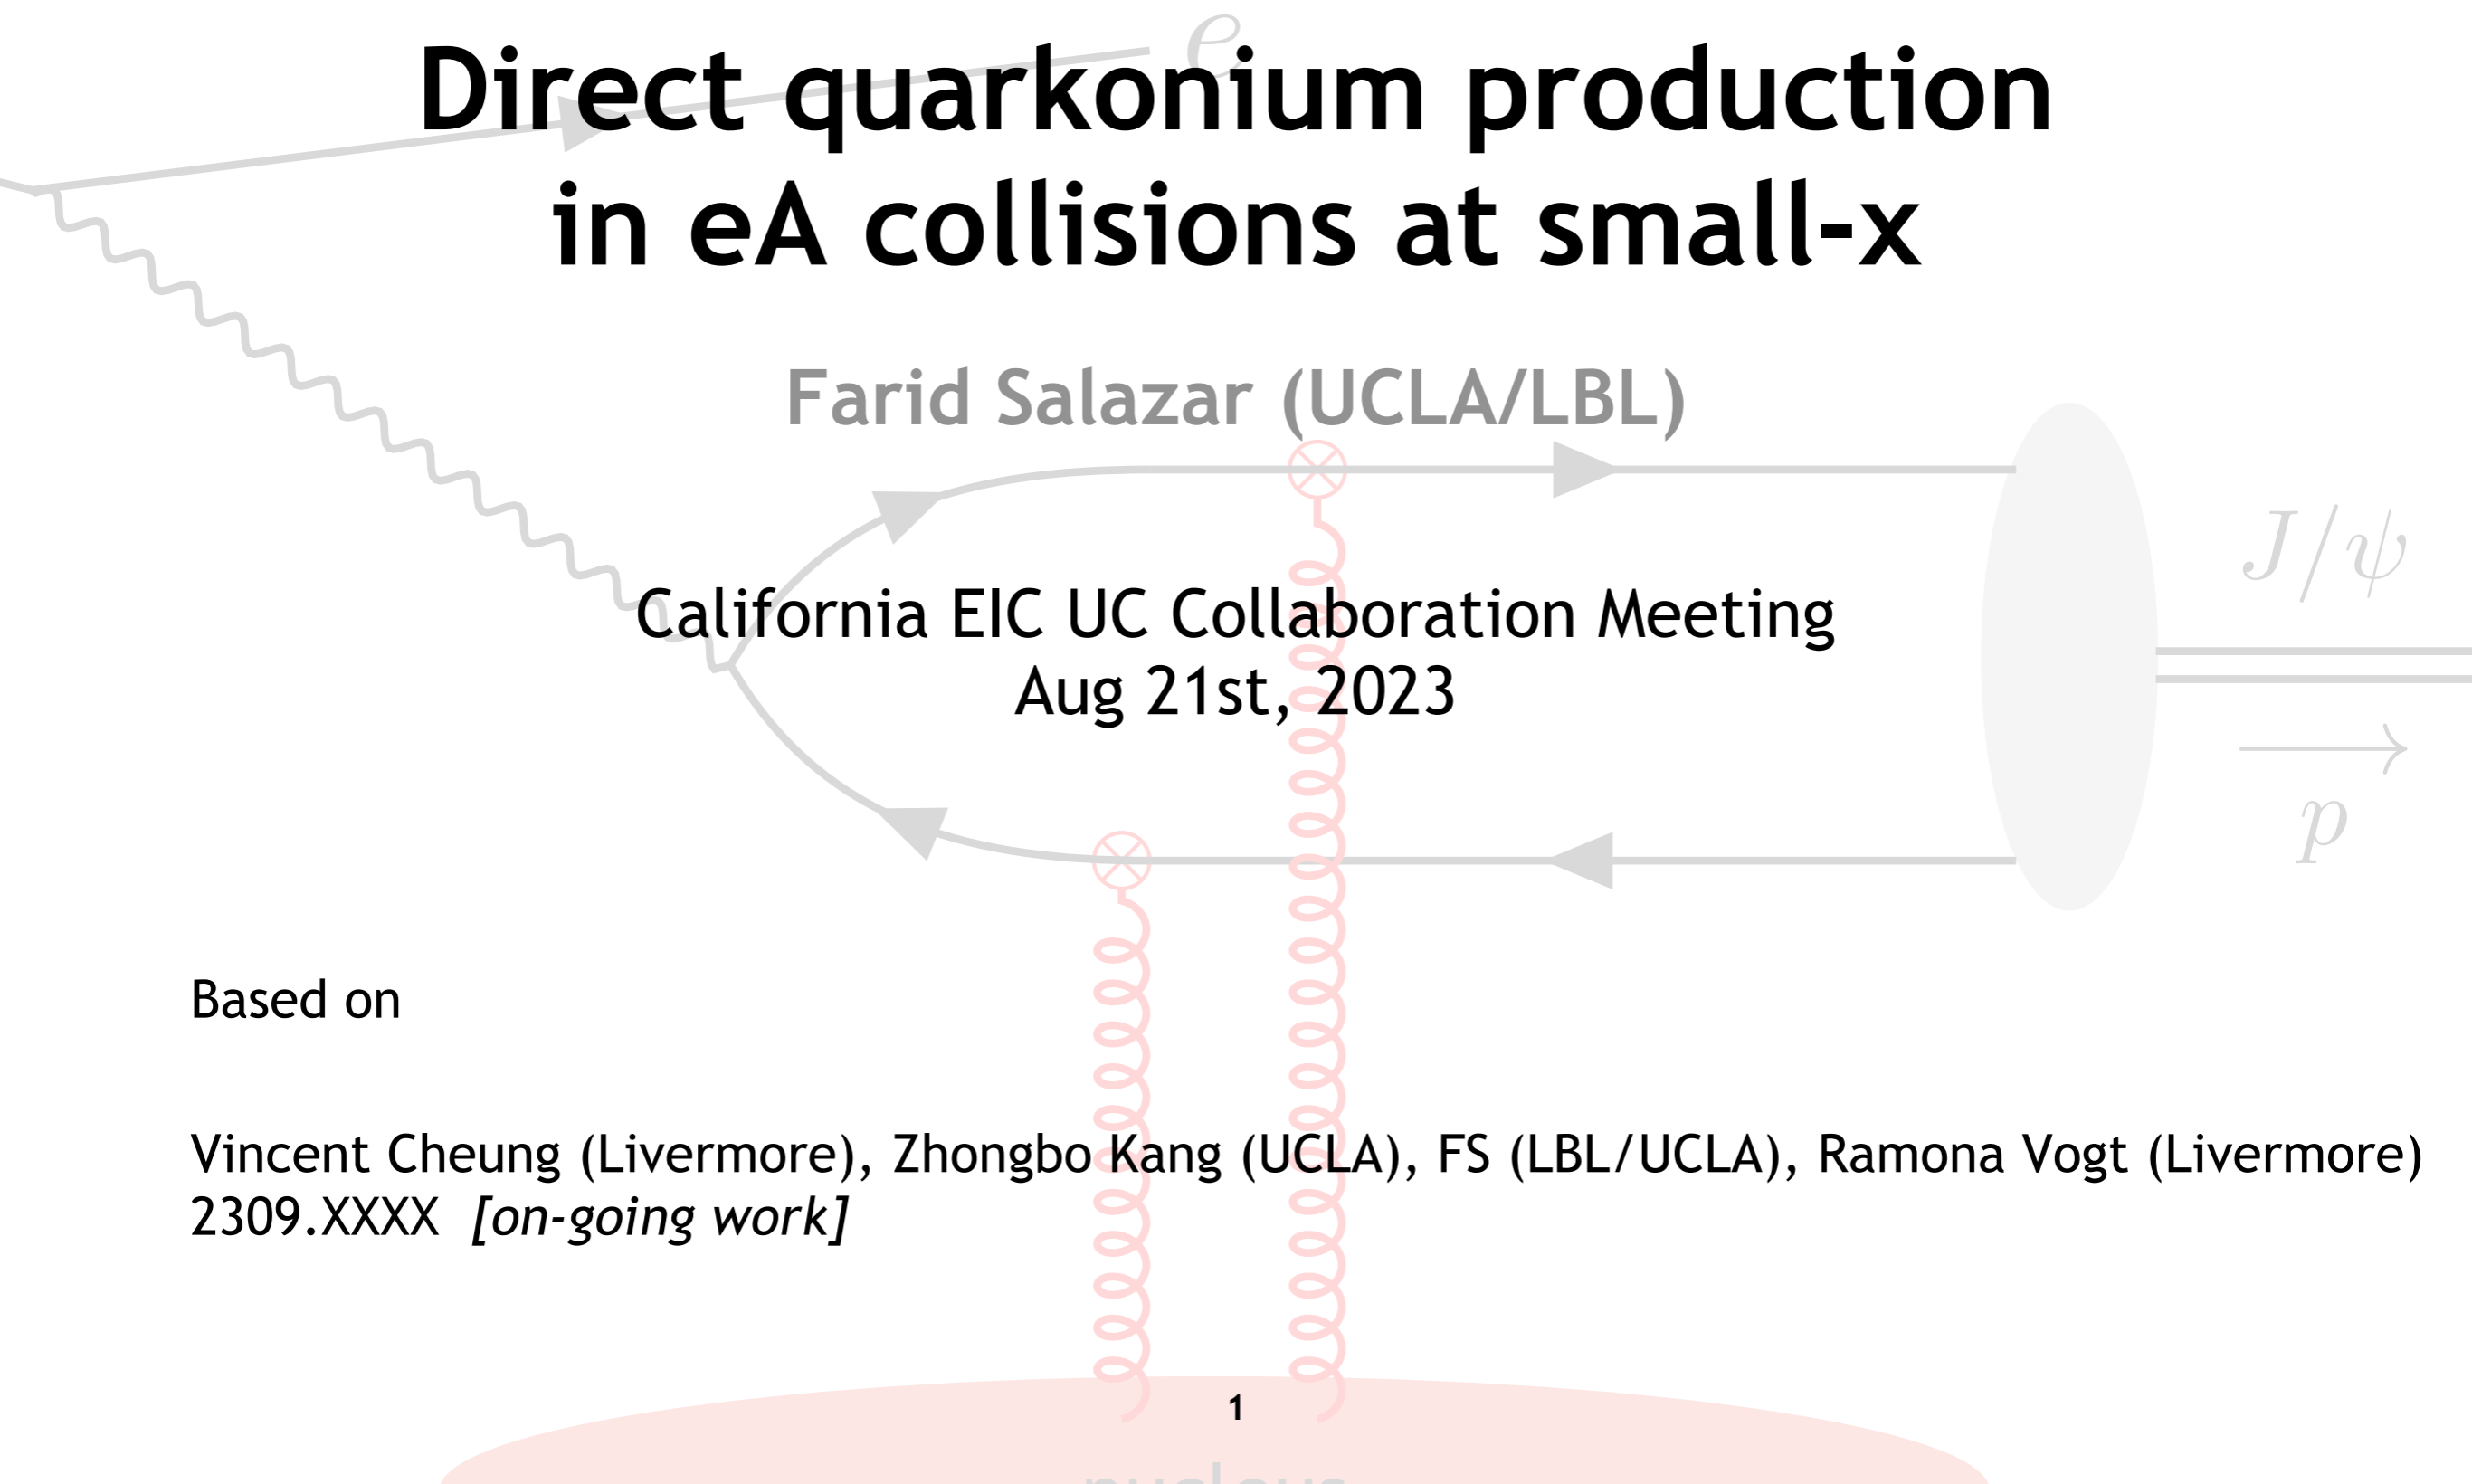 e
Direct quarkonium production
in eA collisions at small-x
Farid Salazar (UCLA/LBL)
J/ψ
California EIC UC Collaboration Meeting
Aug 21st, 2023
p
Based on
Vincent Cheung (Livermore), Zhongbo Kang (UCLA), FS (LBL/UCLA), Ramona Vogt (Livermore)
2309.XXXX [on-going work]
1
nucleus